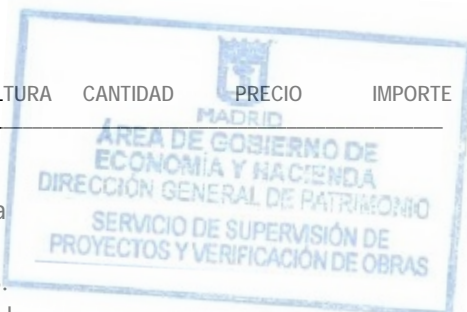 LTURA CANTIDAD PRECIO IMPORTE
MADRID
ÁREA DE GOBIERNO DE
ECONOMÍA Y HACIENDA
DIRECCIÓN GENERAL DE PATRIMONIO
a
SERVICIO DE SUPERVISIÓN DE
PROYECTOS Y VERIFICACIÓN DE OBRAS
.